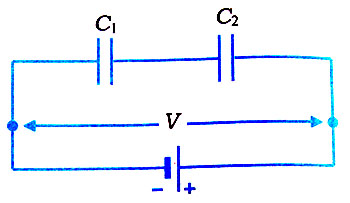 C₁ C₂
V
- +